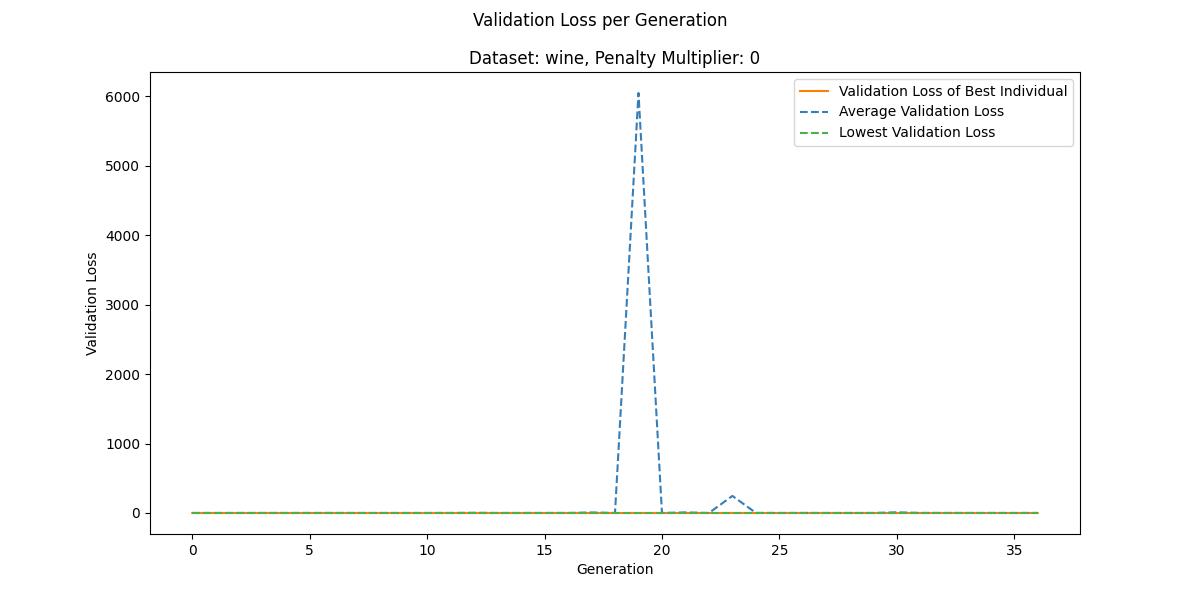 Validation Loss per Generation
Dataset: wine, Penalty Multiplier: 0
Validation Loss of Best Individual
Average Validation Loss
Lowest Validation Loss
6000
5000
4000
3000
2000
1000
0
Validation Loss
0 5 10 15 20 25 30 35
Generation